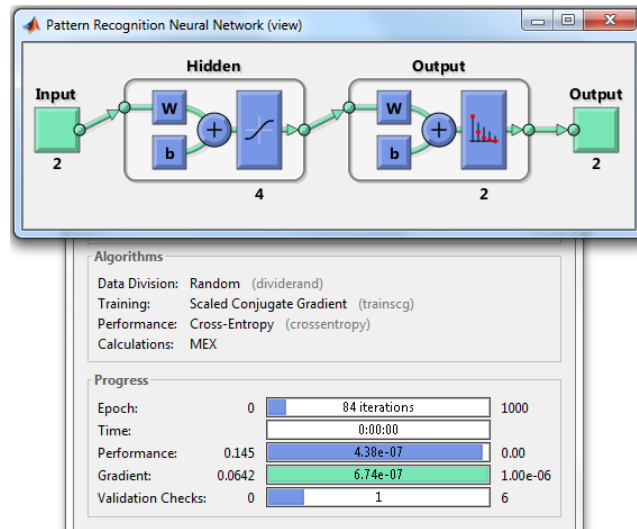 Pattern Recognition Neural Network (view)
Hidden Output
Input Output
W W
b b
2 4 2 2
Algorithms
Data Division: Random (dividerand)
Training: Scaled Conjugate Gradient (trainscg)
Performance: Cross-Entropy (crossentropy)
Calculations: MEX
Progress
Epoch: 0 84 iterations 1000
Time: 0:00:00
Performance: 0.145 4.38e-07 0.00
Gradient: 0.0642 6.74e-07 1.00e-06
Validation Checks: 0 1 6